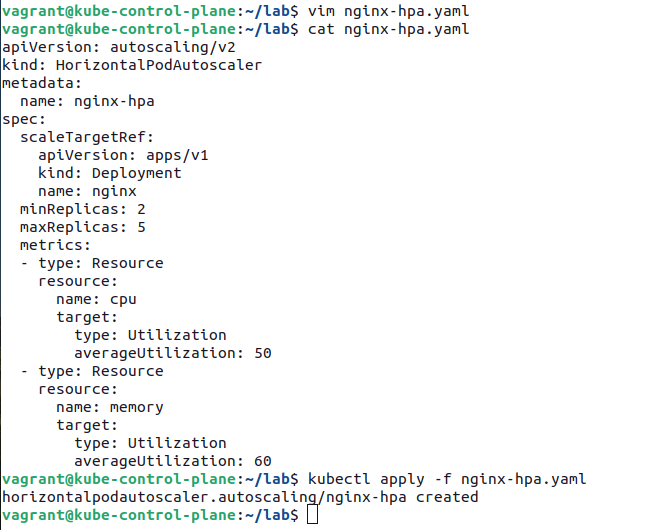 vagrant@kube-control-plane:~/lab$ vim nginx-hpa.yaml
vagrant@kube-control-plane:~/lab$ cat nginx-hpa.yaml
apiVersion: autoscaling/v2
kind: HorizontalPodAutoscaler
metadata:
  name: nginx-hpa
spec:
  scaleTargetRef:
    apiVersion: apps/v1
    kind: Deployment
    name: nginx
  minReplicas: 2
  maxReplicas: 5
  metrics:
  - type: Resource
    resource:
      name: cpu
      target:
        type: Utilization
        averageUtilization: 50
  - type: Resource
    resource:
      name: memory
      target:
        type: Utilization
        averageUtilization: 60
vagrant@kube-control-plane:~/lab$ kubectl apply -f nginx-hpa.yaml
horizontalpodautoscaler.autoscaling/nginx-hpa created
vagrant@kube-control-plane:~/lab$